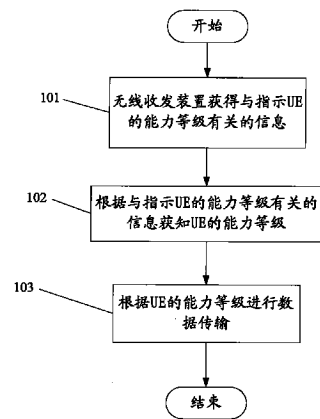 开始
101
无线收发装置获得与指示UE
的能力等级有关的信息
102
根据与指示UE的能力等级有关的
信息获知UE的能力等级
103
根据UE的能力等级进行数
据传输
结束